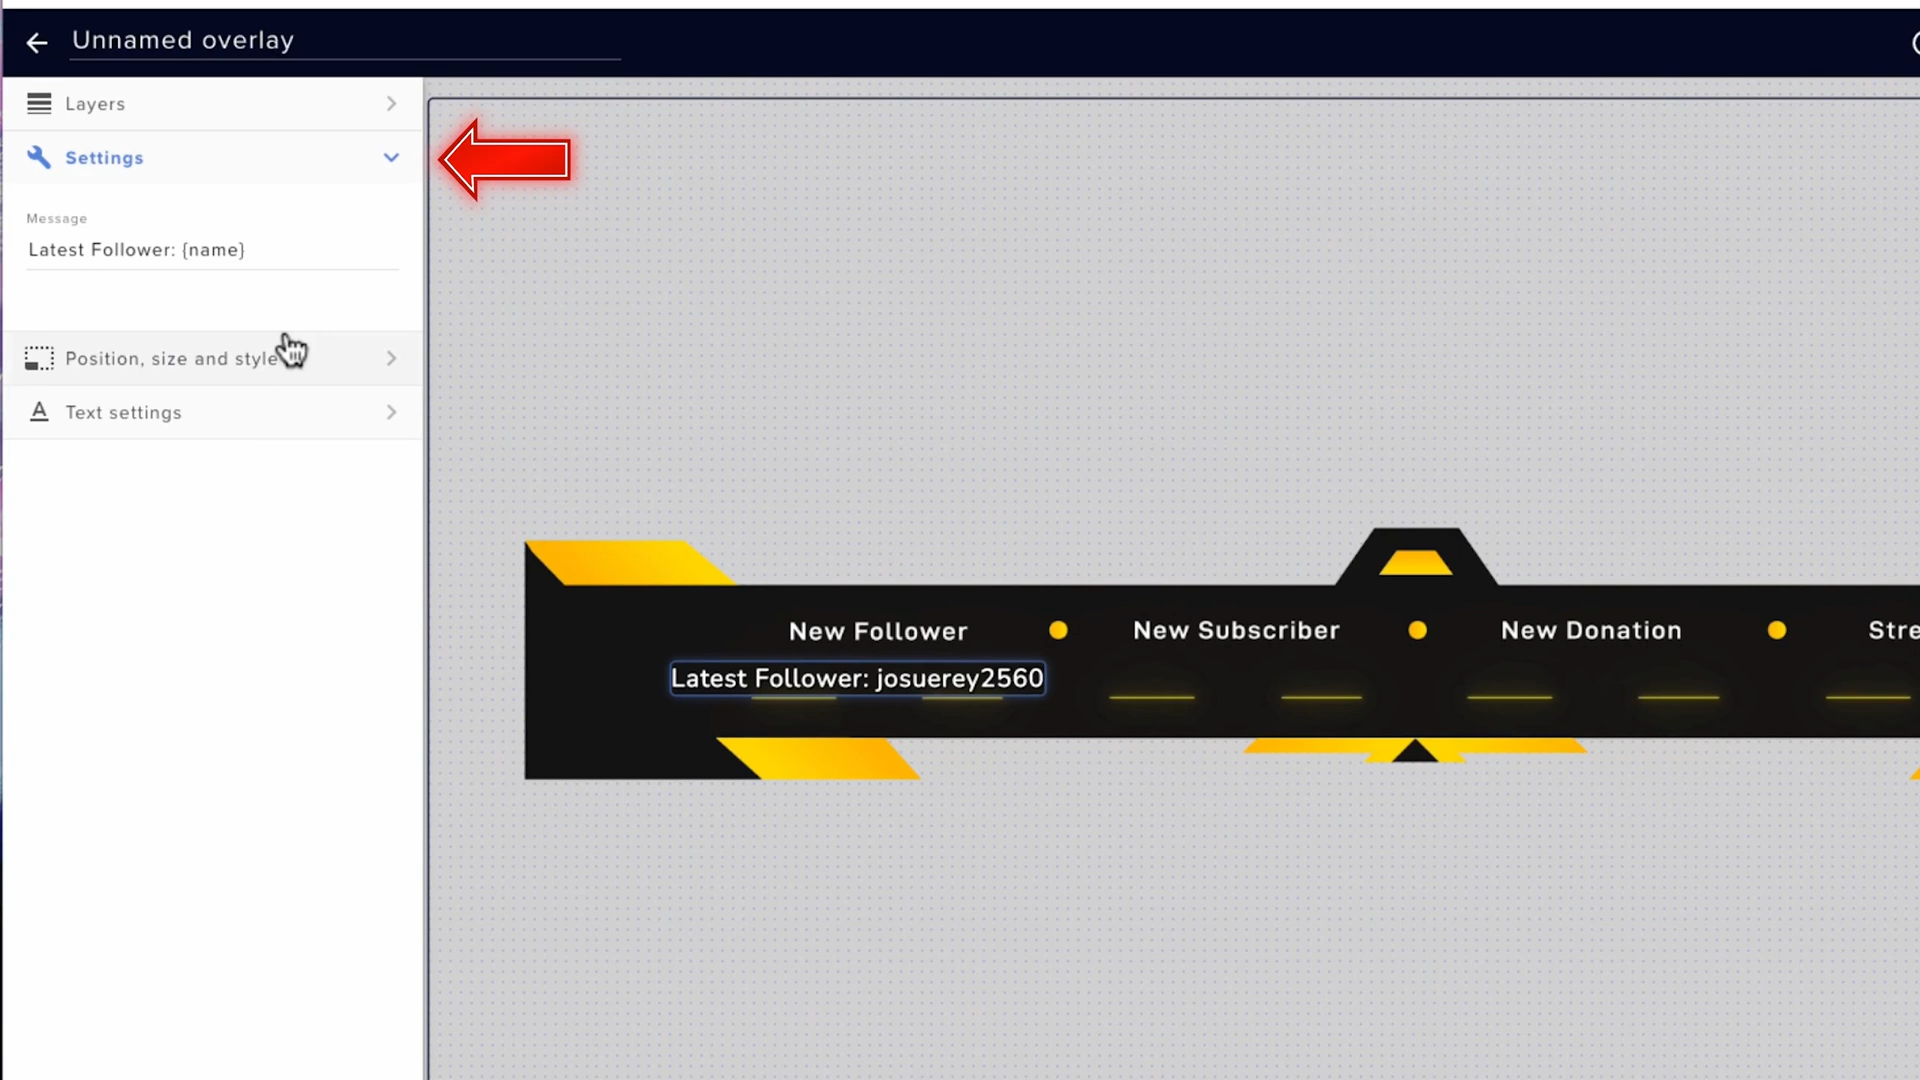 Unnamed overlay
Layers
Settings
Message
Latest Follower: {name}
Position, size and style
Text settings
New Follower
New Subscriber
New Donation
Stre
Latest Follower: josuerey2560